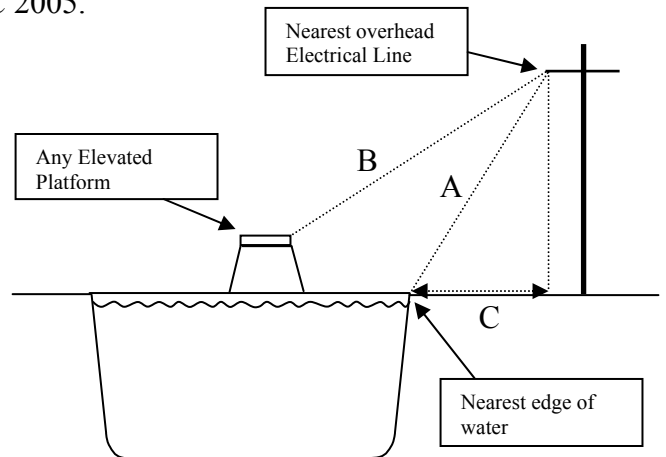 2005.
Nearest overhead
Electrical Line
Any Elevated
Platform
B
A
C
Nearest edge of
water